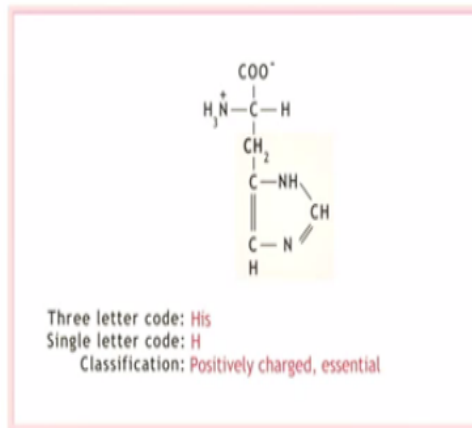 COO⁻
H₃N⁺—C—H
CH₂
C—NH
CH
C—N
H
Three letter code: His
Single letter code: H
Classification: Positively charged, essential